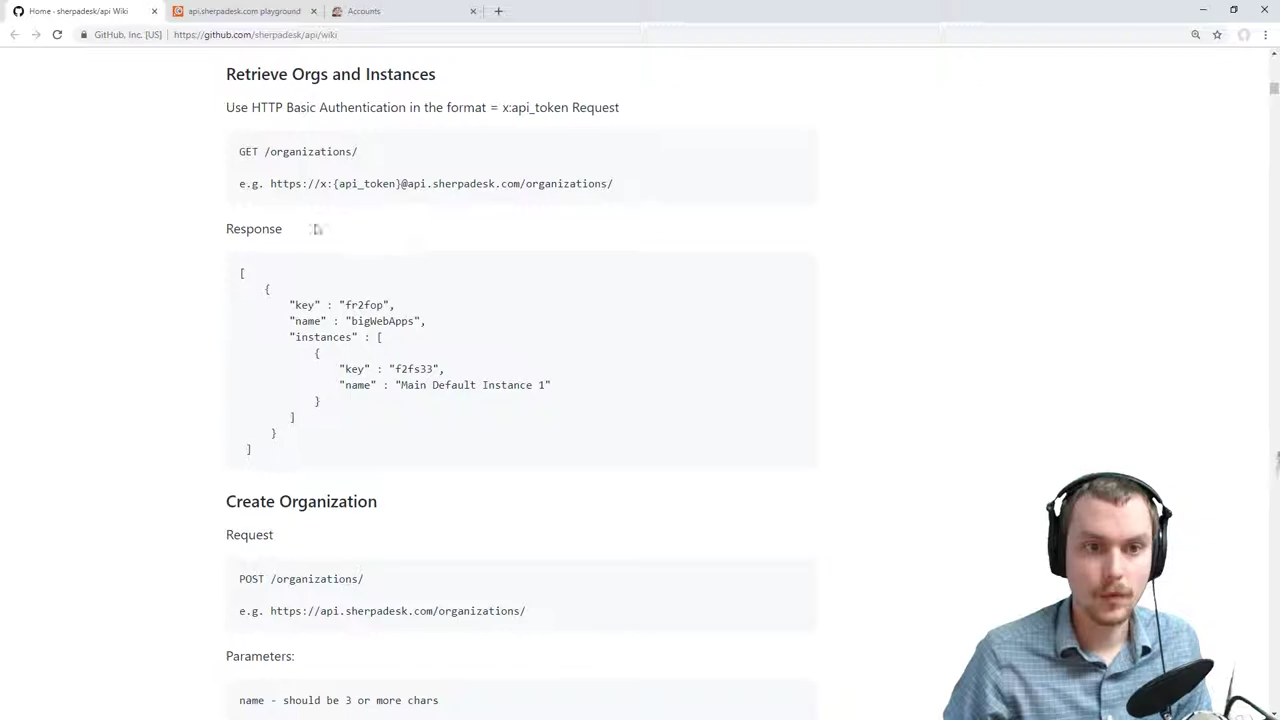 Home - sherpadesk/api Wiki
api.sherpadesk.com playground
Accounts
GitHub, Inc. [US]
https://github.com/sherpadesk/api/wiki
Retrieve Orgs and Instances
Use HTTP Basic Authentication in the format = x:api_token Request
GET /organizations/
e.g. https://x:{api_token}@api.sherpadesk.com/organizations/
Response
[
{
"key" : "fr2fop",
"name" : "bigWebApps",
"instances" : [
{
"key" : "f2fs33",
"name" : "Main Default Instance 1"
}
]
}
]
Create Organization
Request
POST /organizations/
e.g. https://api.sherpadesk.com/organizations/
Parameters:
name - should be 3 or more chars